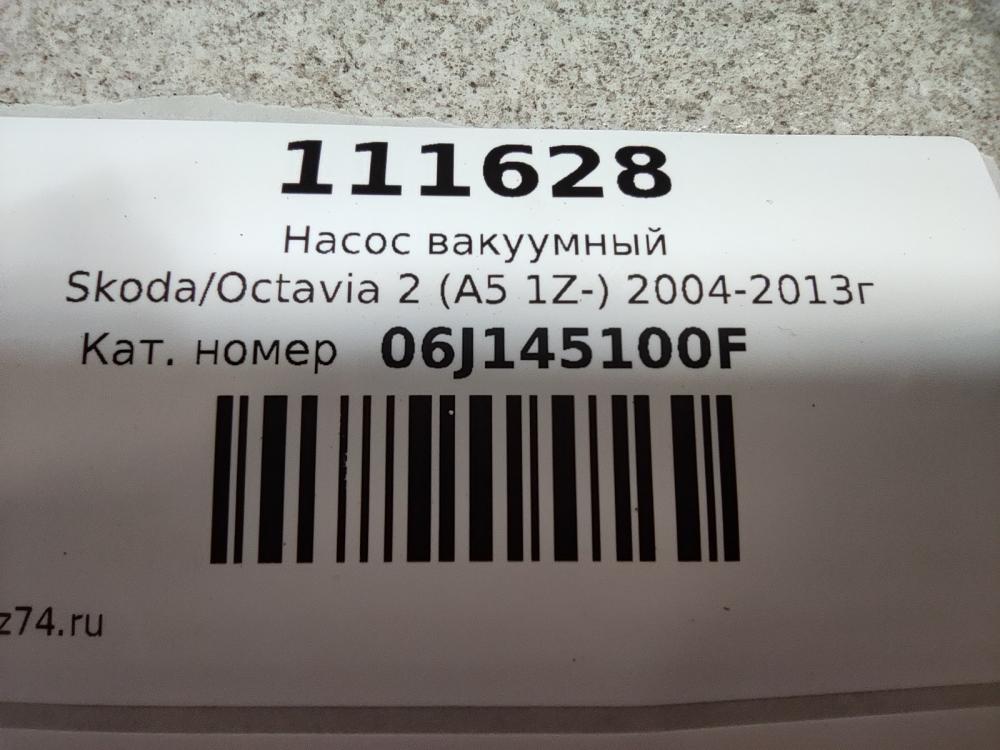 111628
Насос вакуумный
Skoda/Octavia 2 (A5 1Z-) 2004-2013г
Кат. номер 06J145100F
z74.ru